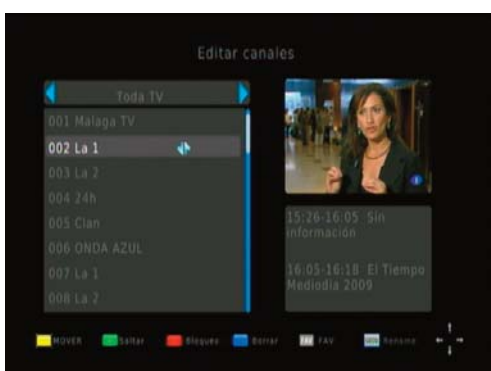 Editar canales
Toda TV
001 Malaga TV
002 La 1
003 La 2
004 24h
005 Clan
006 ONDA AZUL
007 La 1
008 La 2
15:26-16:05 Sin
información
16:05-16:18 El Tiempo
Mediodia 2009
MOVER Saltar Bloqueo Borrar FAV